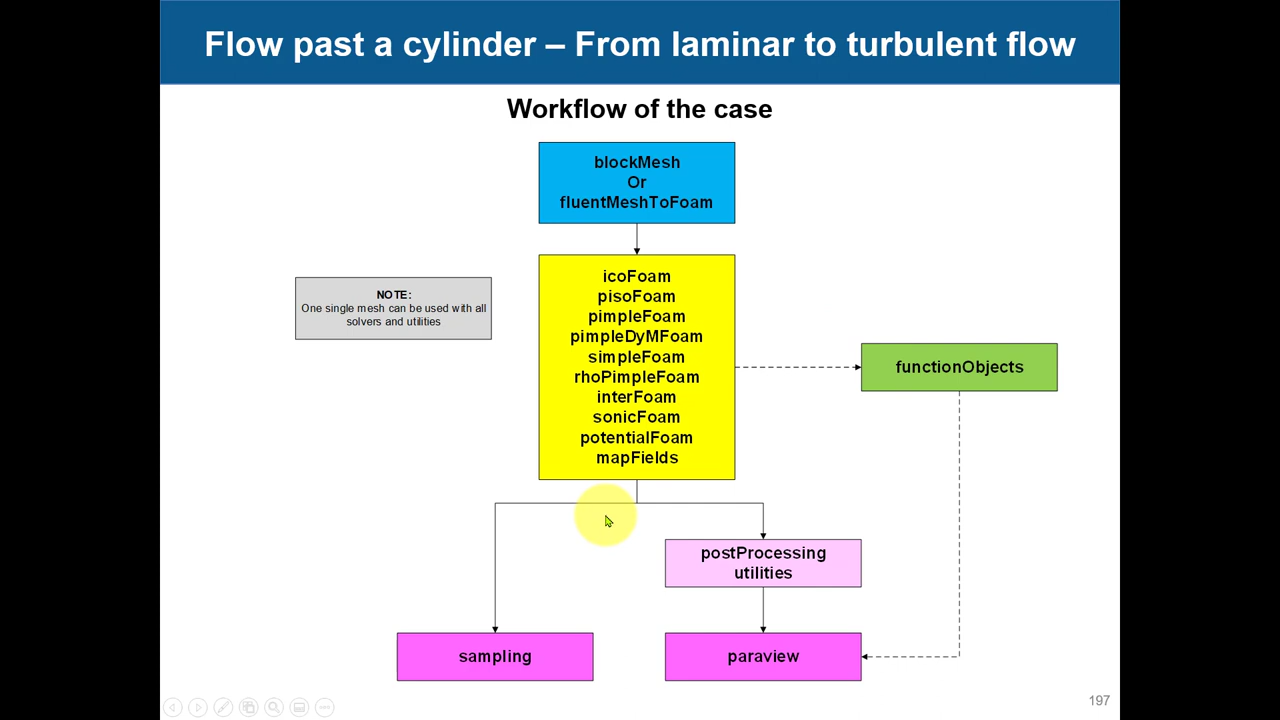 Flow past a cylinder – From laminar to turbulent flow
Workflow of the case
blockMesh
Or
fluentMeshToFoam
NOTE:
One single mesh can be used with all
solvers and utilities
icoFoam
pisoFoam
pimpleFoam
pimpleDyMFoam
simpleFoam
rhoPimpleFoam
interFoam
sonicFoam
potentialFoam
mapFields
functionObjects
postProcessing
utilities
sampling
paraview
197